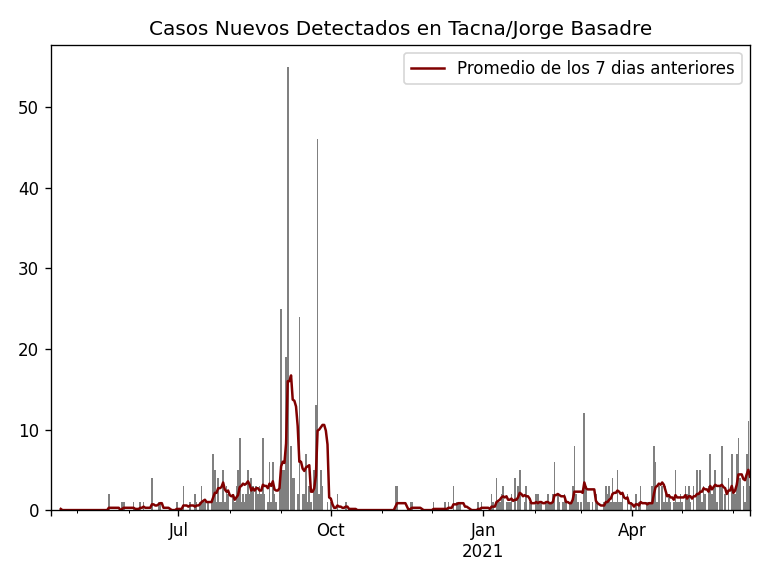 Casos Nuevos Detectados en Tacna/Jorge Basadre
Promedio de los 7 dias anteriores
50
40
30
20
10
0
Jul
Oct
Jan
2021
Apr